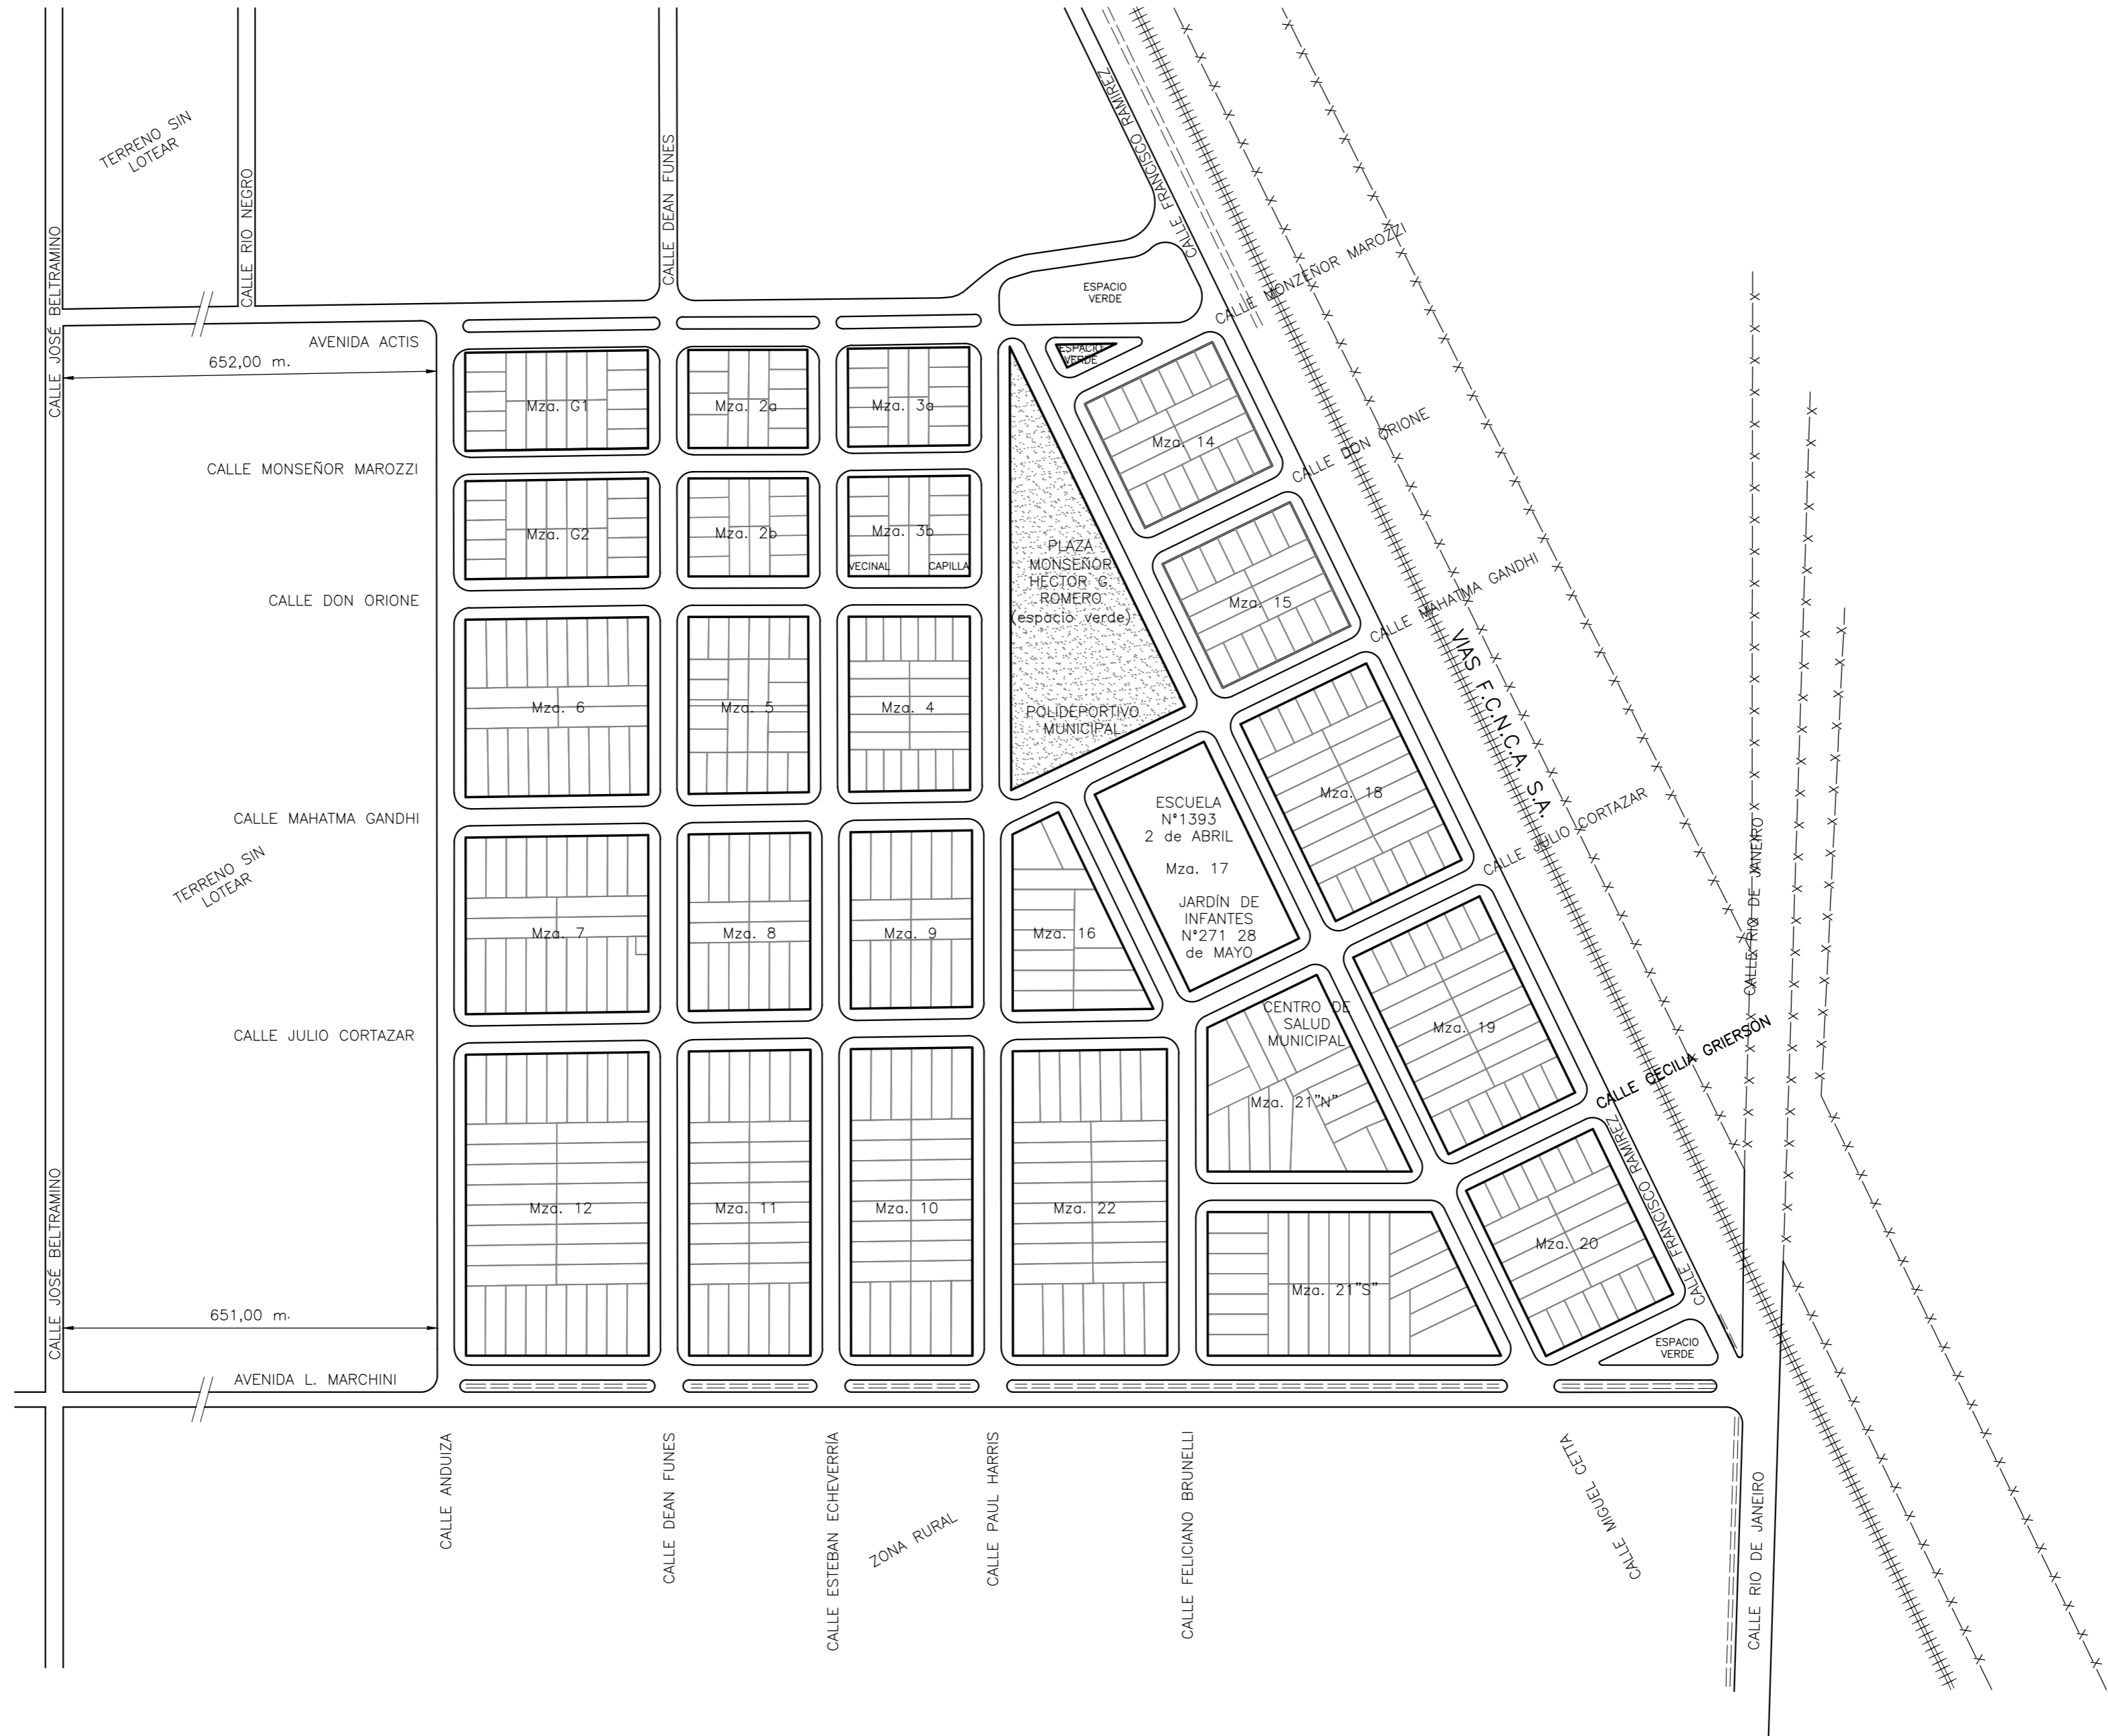 TERRENO SIN
LOTEAR
CALLE JOSÉ BELTRAMINO
CALLE RIO NEGRO
CALLE DEAN FUNES
CALLE FRANCISCO RAMIREZ
CALLE MONZEÑOR MAROZZI
ESPACIO
VERDE
AVENIDA ACTIS
652,00 m.
ESPACIO
VERDE
Mza. G1
Mza. 2a
Mza. 3a
Mza. 14
CALLE DON ORIONE
CALLE MONSEÑOR MAROZZI
Mza. G2
Mza. 2b
Mza. 3b
VECINAL
CAPILLA
PLAZA
MONSEÑOR
HÉCTOR G.
ROMERO
(espacio verde)
Mza. 15
CALLE MAHATMA GANDHI
CALLE DON ORIONE
VIAS F.C.N.C.A. S.A.
Mza. 6
Mza. 5
Mza. 4
POLIDEPORTIVO
MUNICIPAL
Mza. 18
CALLE JULIO CORTAZAR
CALLE MAHATMA GANDHI
ESCUELA
N°1393
2 de ABRIL
Mza. 17
JARDÍN DE
INFANTES
N°271 28
de MAYO
TERRENO SIN
LOTEAR
Mza. 7
Mza. 8
Mza. 9
Mza. 16
CALLE RIO DE JANEIRO
CALLE JULIO CORTAZAR
CENTRO DE
SALUD
MUNICIPAL
Mza. 19
CALLE CECILIA GRIERSON
Mza. 21"N"
CALLE JOSÉ BELTRAMINO
Mza. 12
Mza. 11
Mza. 10
Mza. 22
Mza. 20
CALLE FRANCISCO RAMIREZ
Mza. 21"S"
651,00 m.
ESPACIO
VERDE
AVENIDA L. MARCHINI
CALLE ANDUIZA
CALLE DEAN FUNES
CALLE ESTEBAN ECHEVERRÍA
ZONA RURAL
CALLE PAUL HARRIS
CALLE FELICIANO BRUNELLI
CALLE MIGUEL CETTA
CALLE RIO DE JANEIRO